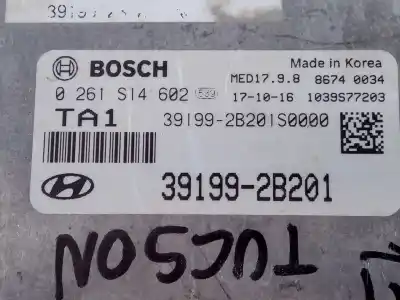 BOSCH
Made in Korea
MED17.9.8 8674 0034
0 261 S14 602 17-10-16 1039S77203
TA1 39199-2B201S0000
39199-2B201
TUCSON